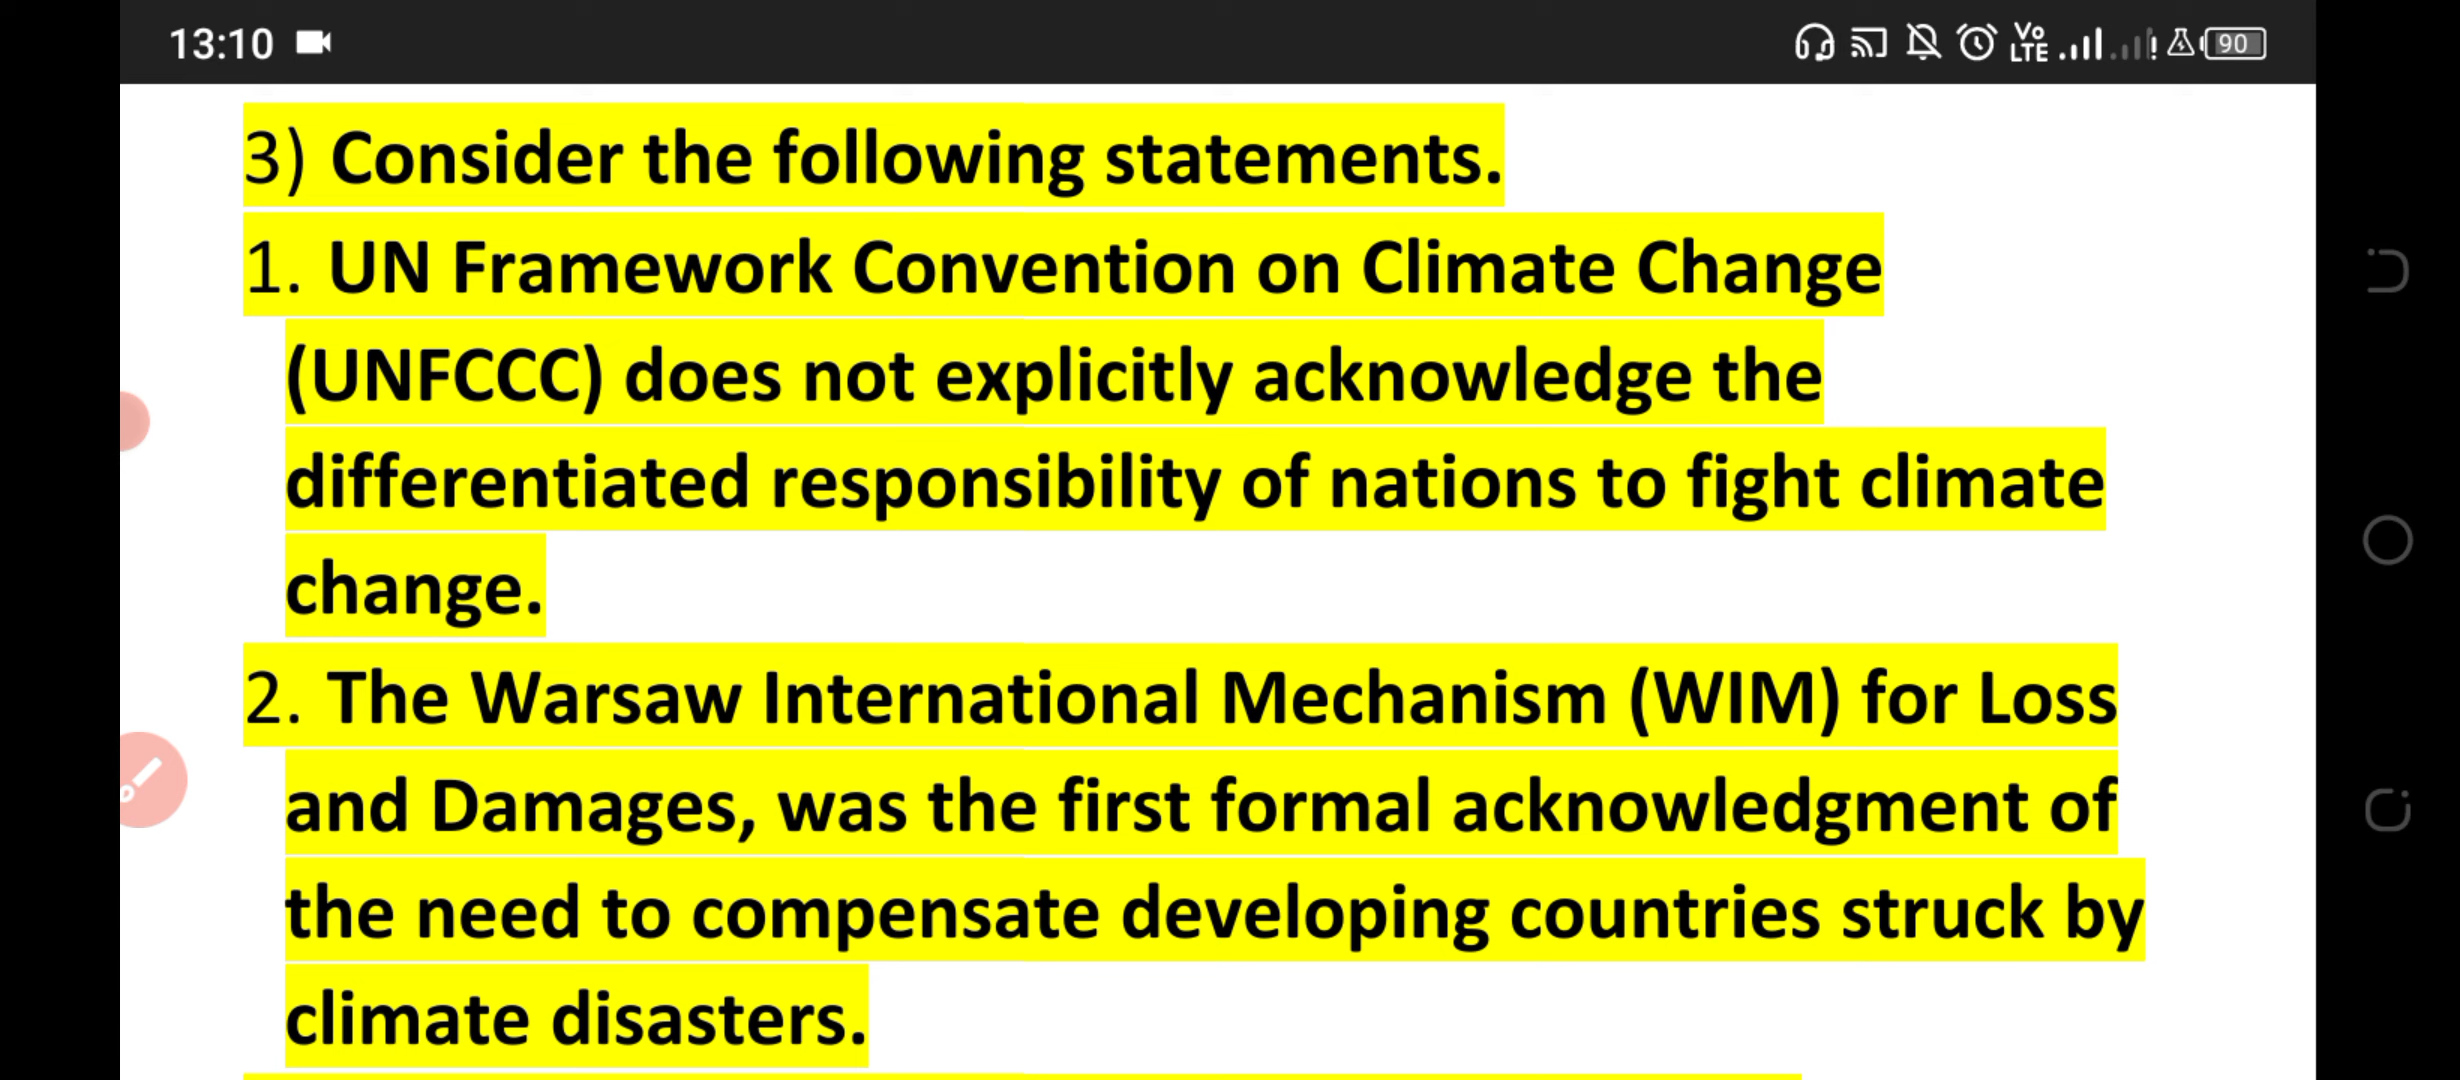 13:10
Vo
LTE
90
3) Consider the following statements.
1. UN Framework Convention on Climate Change
(UNFCCC) does not explicitly acknowledge the
differentiated responsibility of nations to fight climate
change.
2. The Warsaw International Mechanism (WIM) for Loss
and Damages, was the first formal acknowledgment of
the need to compensate developing countries struck by
climate disasters.